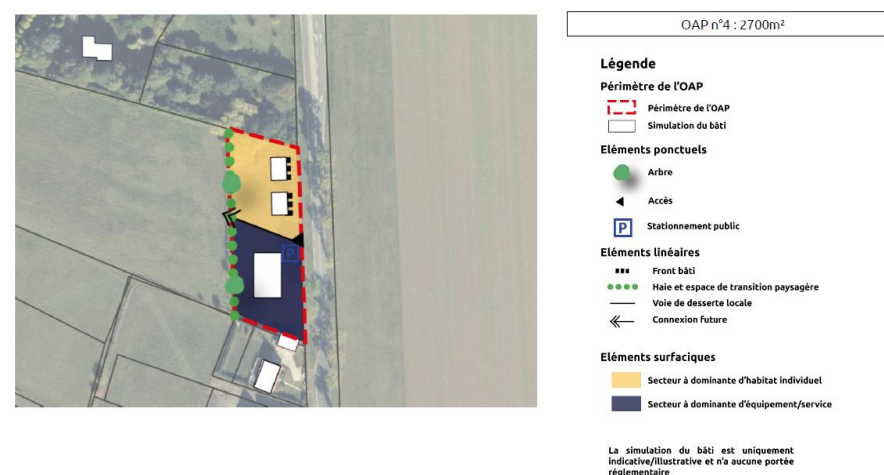 OAP n°4 : 2700m²
Légende
Périmètre de l'OAP
Périmètre de l'OAP
Simulation du bâti
Eléments ponctuels
Arbre
Accès
P
Stationnement public
Eléments linéaires
Front bâti
Haie et espace de transition paysagère
Voie de desserte locale
Connexion future
Eléments surfaciques
Secteur à dominante d'habitat individuel
Secteur à dominante d'équipement/service
P
La simulation du bâti est uniquement
indicative/illustrative et n'a aucune portée
réglementaire